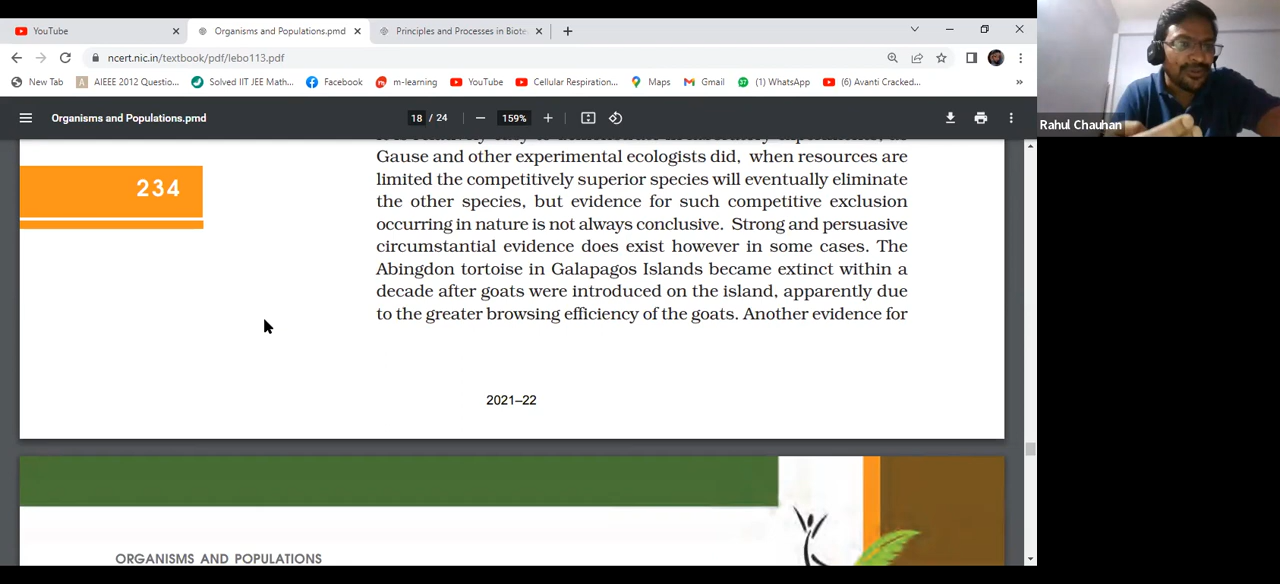 YouTube
Organisms and Populations.pmd
Principles and Processes in Biote
ncert.nic.in/textbook/pdf/lebo113.pdf
New Tab
AIEEE 2012 Questio...
Solved IIT JEE Math...
Facebook
m-learning
YouTube
Cellular Respiration,...
Maps
Gmail
(1) WhatsApp
(6) Avanti Cracked...
»
Organisms and Populations.pmd
18 / 24
159%
Rahul Chauhan
234
Gause and other experimental ecologists did, when resources are
limited the competitively superior species will eventually eliminate
the other species, but evidence for such competitive exclusion
occurring in nature is not always conclusive. Strong and persuasive
circumstantial evidence does exist however in some cases. The
Abingdon tortoise in Galapagos Islands became extinct within a
decade after goats were introduced on the island, apparently due
to the greater browsing efficiency of the goats. Another evidence for
2021–22
ORGANISMS AND POPULATIONS